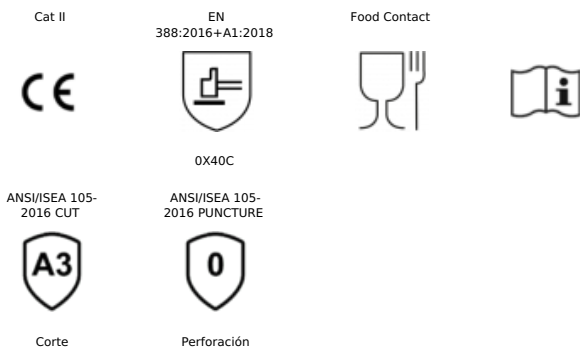 Cat II
EN
388:2016+A1:2018
Food Contact
CE
i
0X40C
ANSI/ISEA 105-
2016 CUT
ANSI/ISEA 105-
2016 PUNCTURE
A3
0
Corte
Perforación